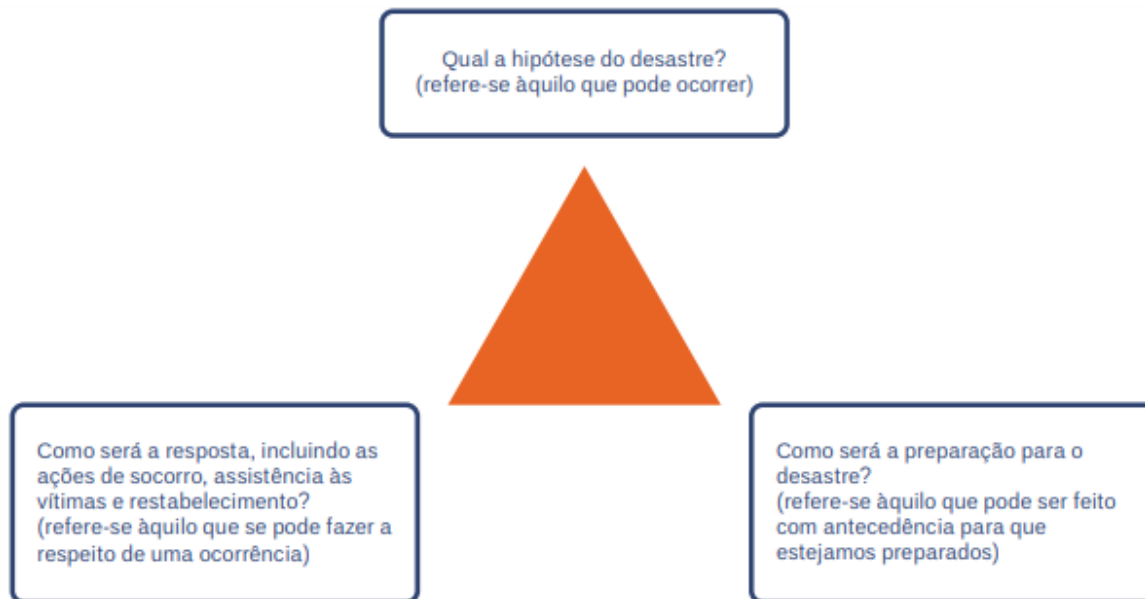 Qual a hipótese do desastre?
(refere-se àquilo que pode ocorrer)
Como será a resposta, incluindo as
ações de socorro, assistência às
vítimas e restabelecimento?
(refere-se àquilo que se pode fazer a
respeito de uma ocorrência)
Como será a preparação para o
desastre?
(refere-se àquilo que pode ser feito
com antecedência para que
estejamos preparados)